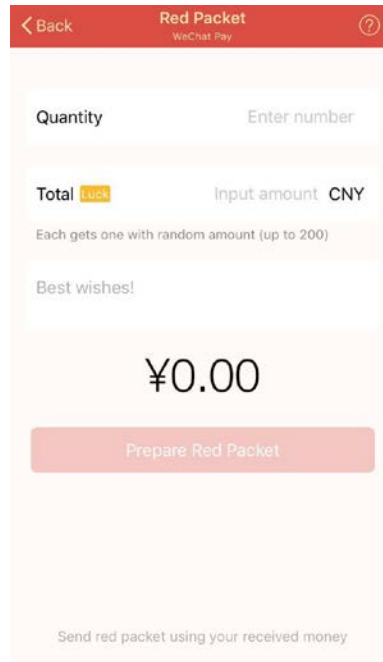 Back
Red Packet
WeChat Pay
?
Quantity Enter number
Total Luck Input amount CNY
Each gets one with random amount (up to 200)
Best wishes!
¥0.00
Prepare Red Packet
Send red packet using your received money